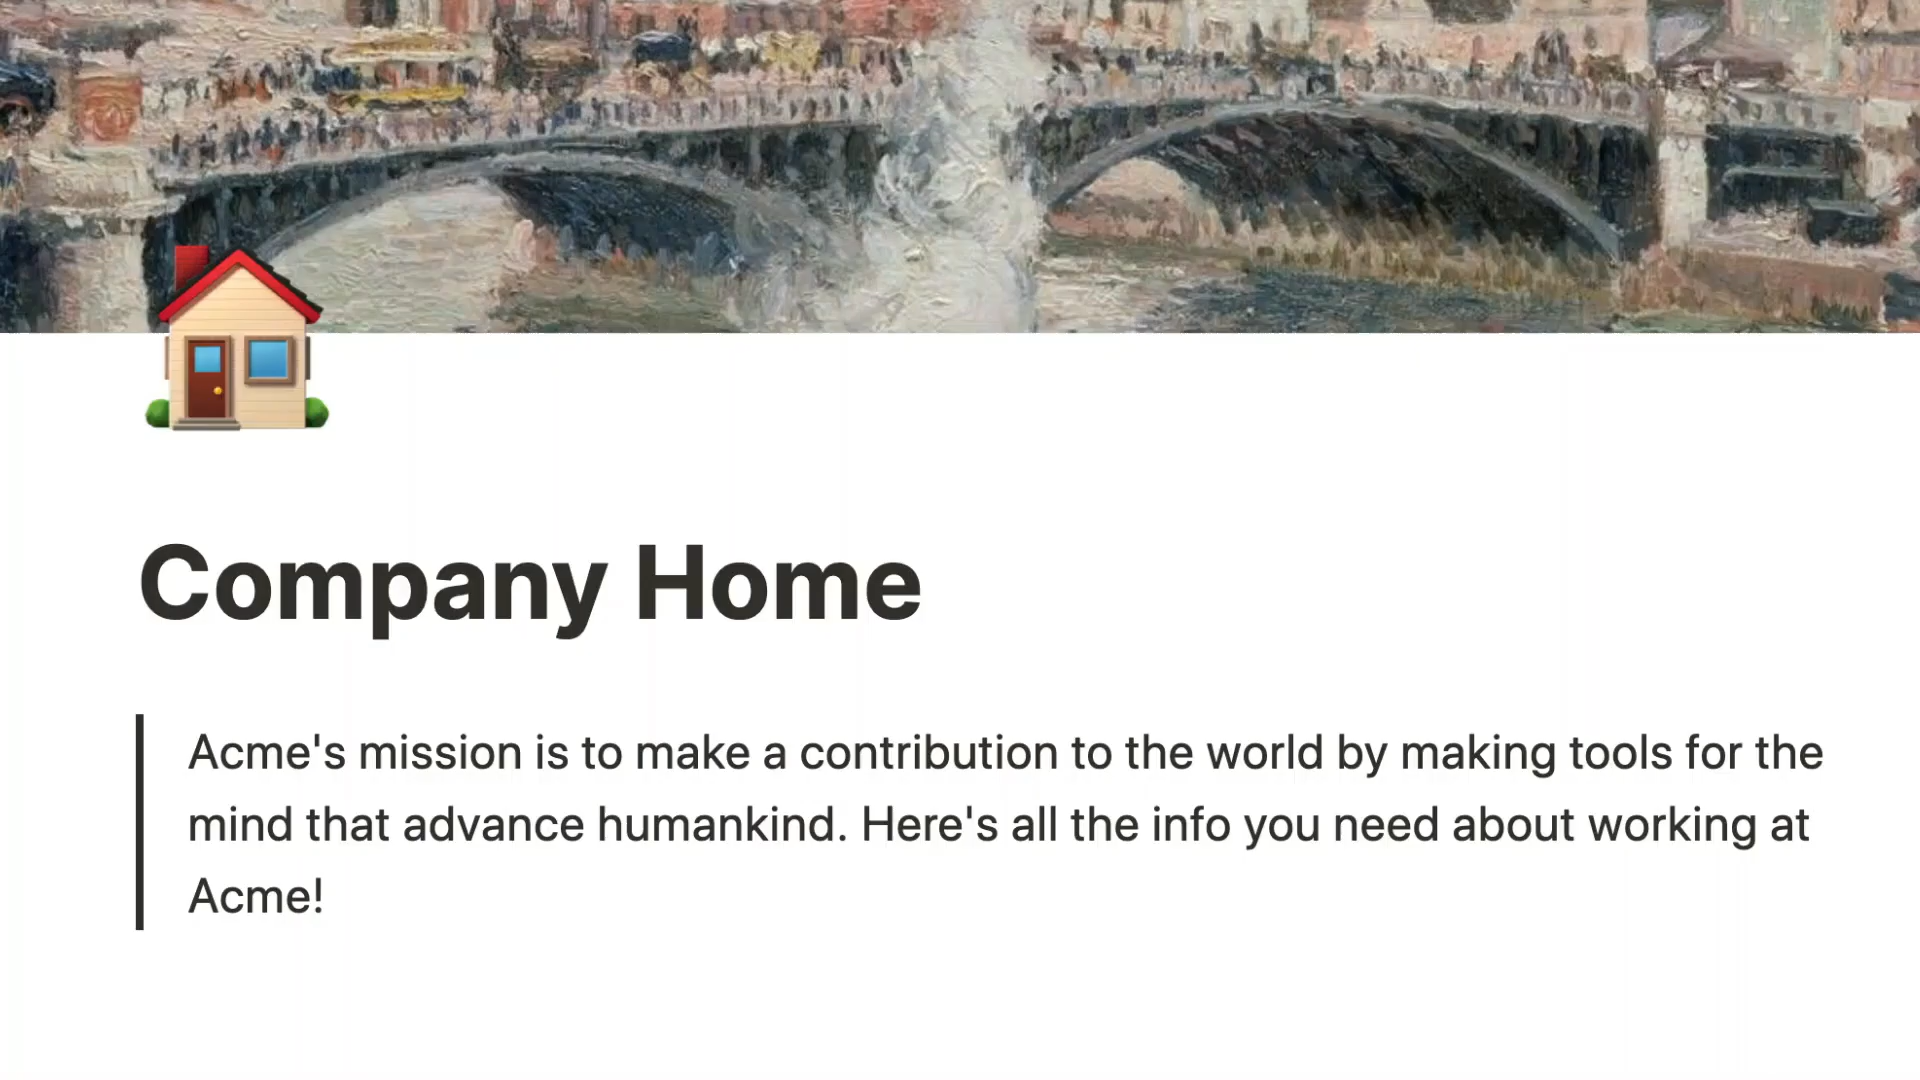 Company Home
Acme's mission is to make a contribution to the world by making tools for the
mind that advance humankind. Here's all the info you need about working at
Acme!